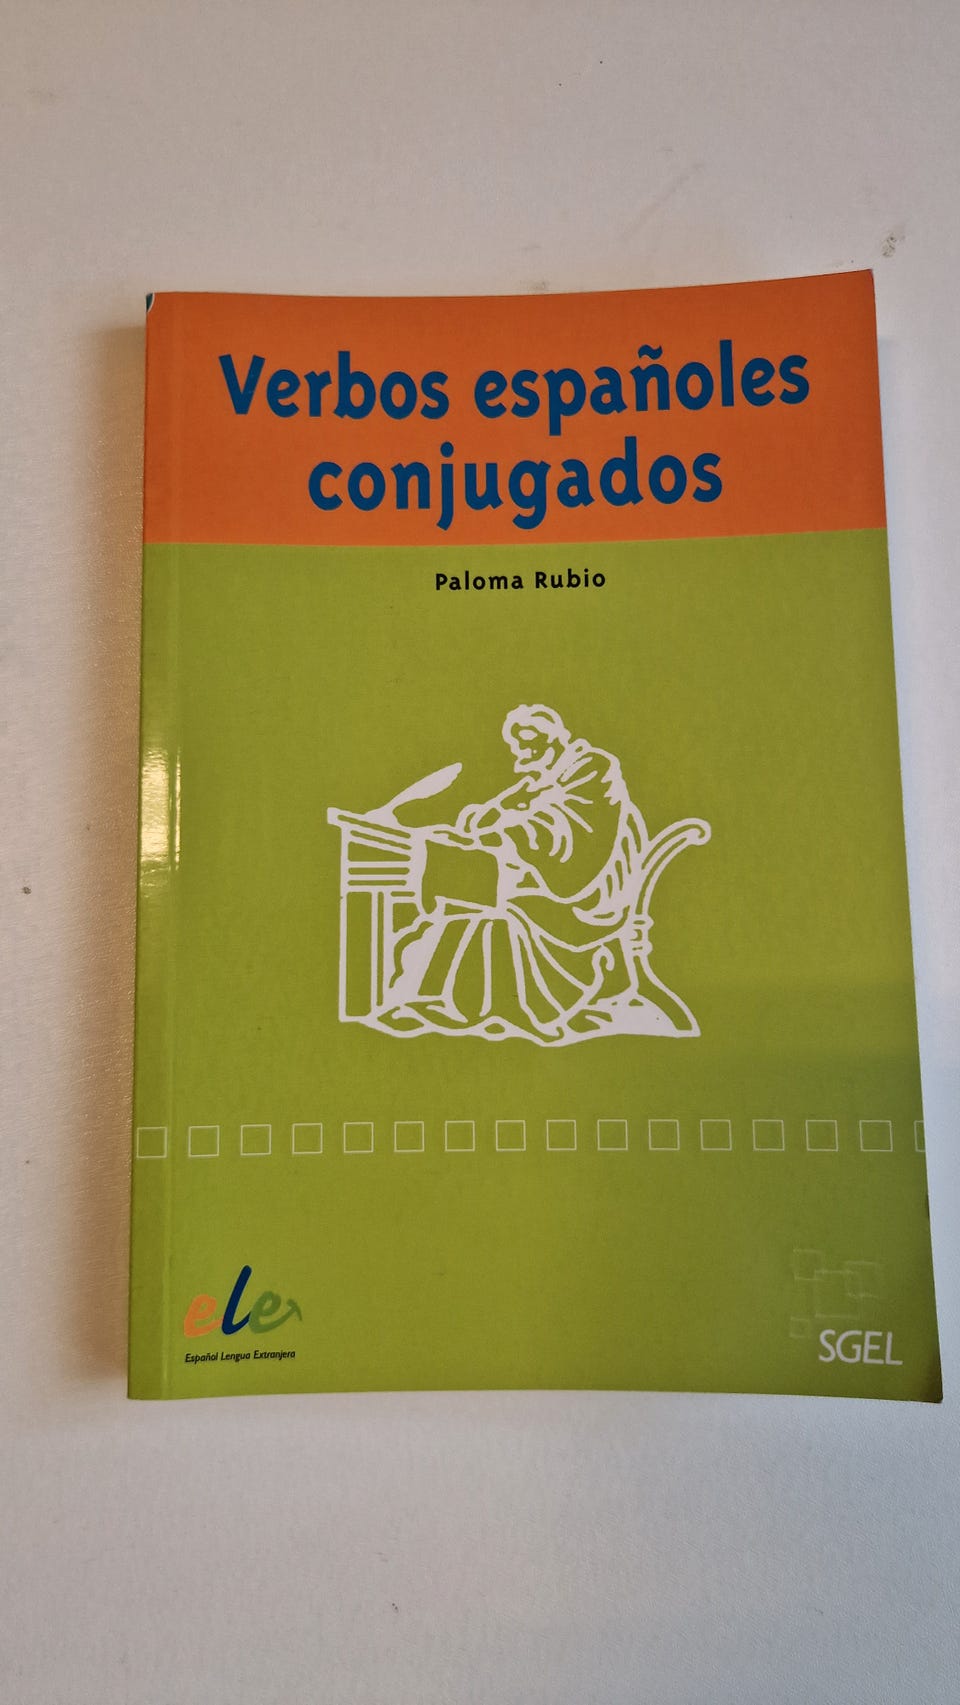 Verbos españoles
conjugados
Paloma Rubio
ele
Español Lengua Extranjera
SGEL